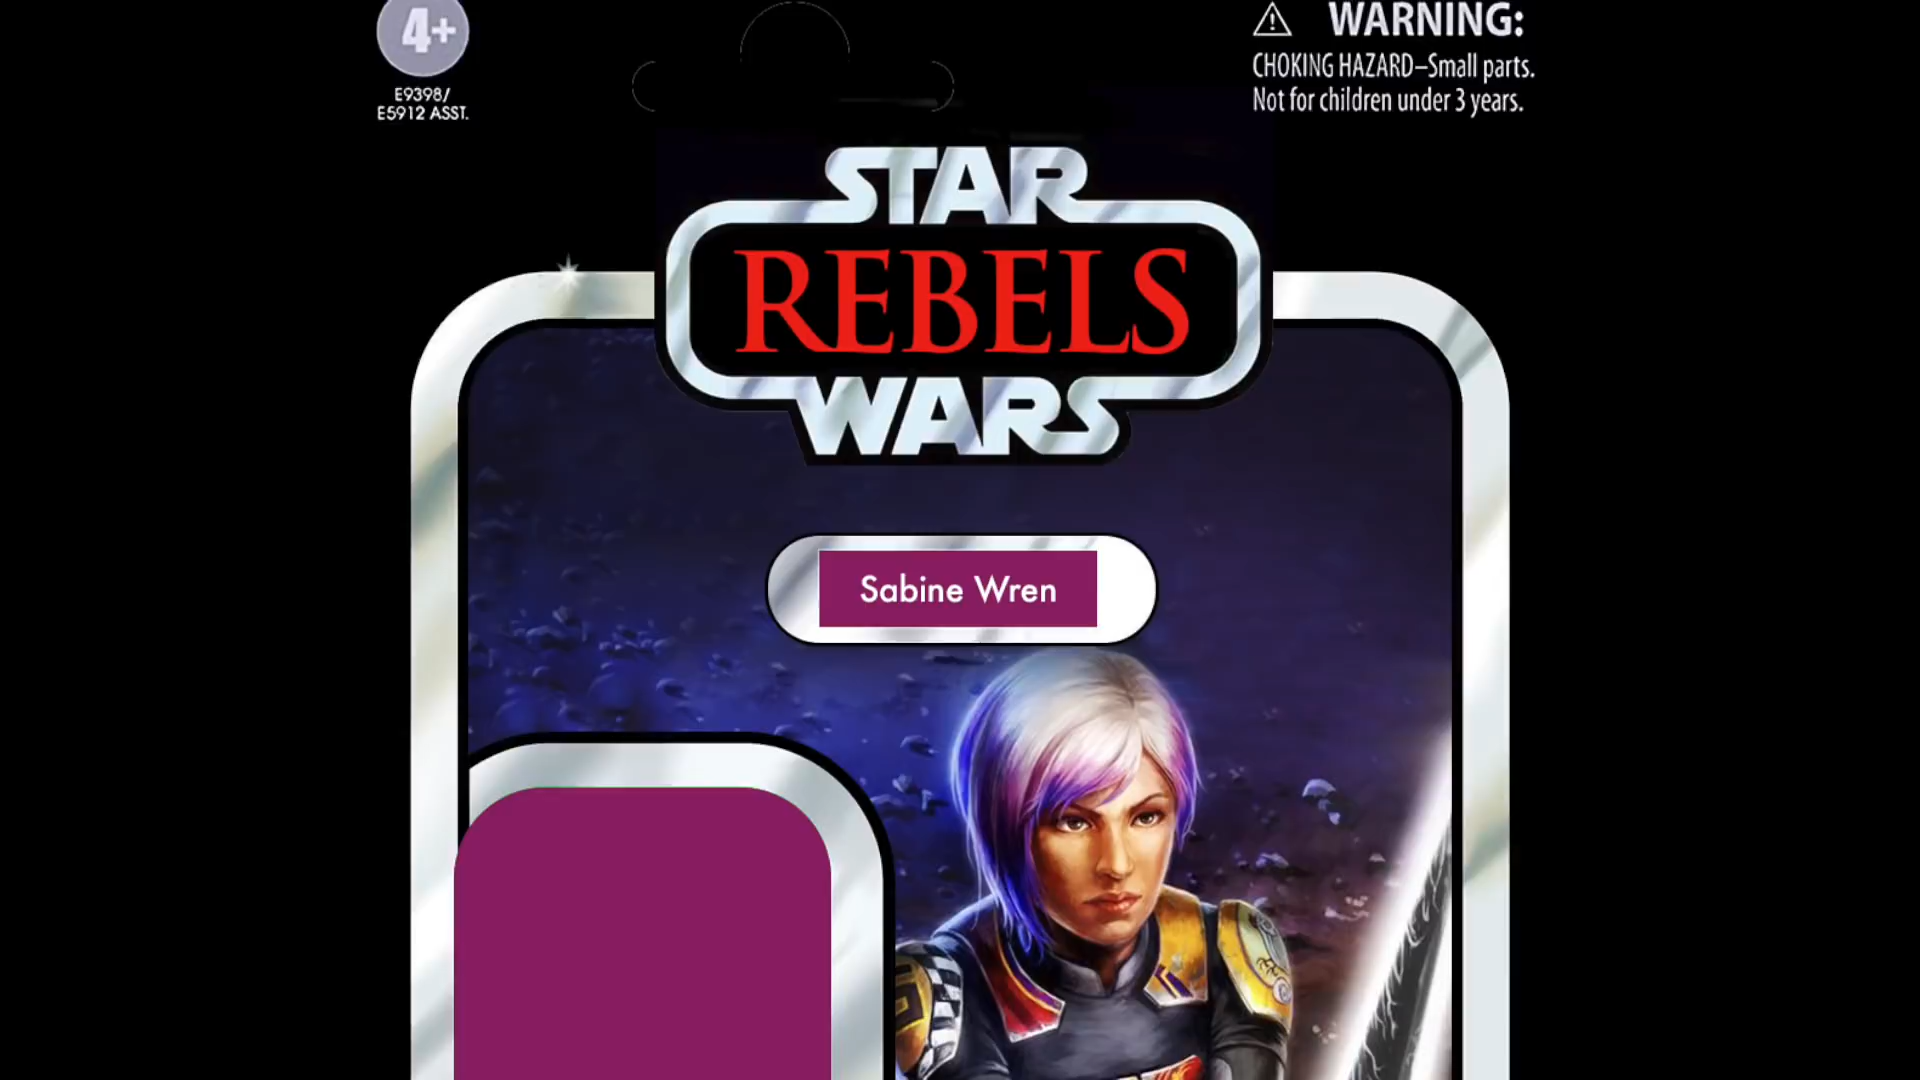 4+
E9398/
E5912 ASST.
⚠ WARNING:
CHOKING HAZARD–Small parts.
Not for children under 3 years.
STAR
REBELS
WARS
Sabine Wren